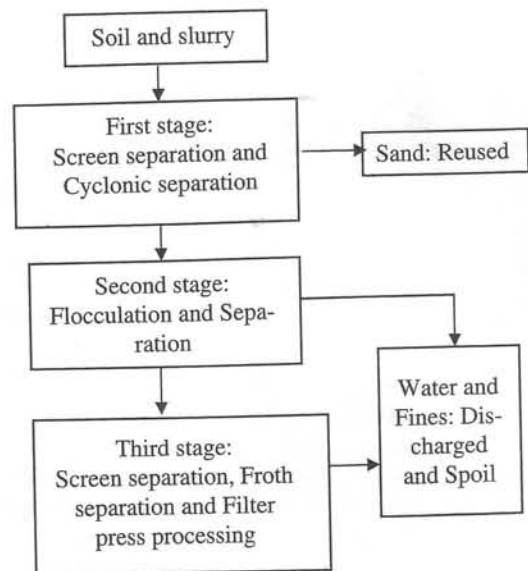 Soil and slurry
First stage:
Screen separation and
Cyclonic separation
Sand: Reused
Second stage:
Flocculation and Sepa-
ration
Water and
Fines: Dis-
charged
and Spoil
Third stage:
Screen separation, Froth
separation and Filter
press processing